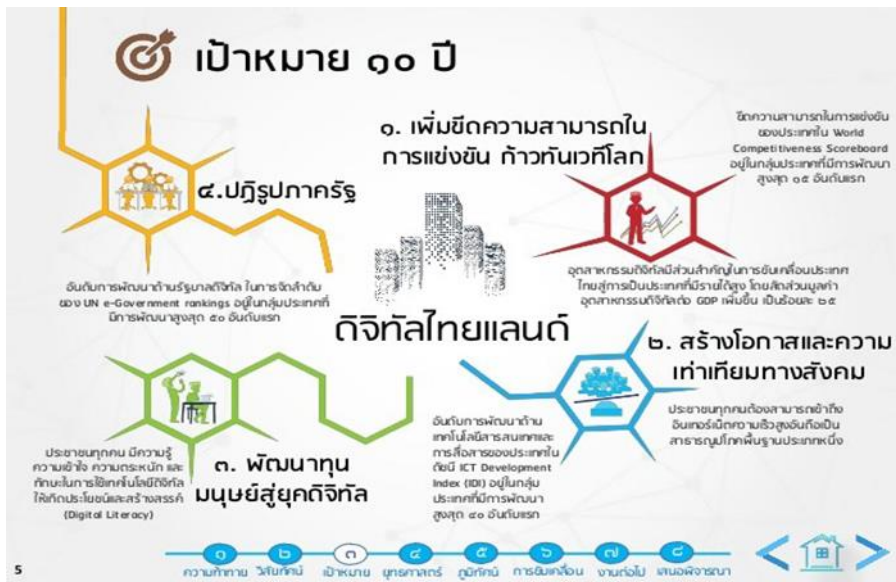 เป้าหมาย ๑๐ ปี
๑. เพิ่มขีดความสามารถใน
การแข่งขัน ก้าวทันเวทีโลก
ขีดความสามารถในการแข่งขัน
ของประเทศใน World
Competitiveness Scoreboard
อยู่ในกลุ่มประเทศที่มีการพัฒนา
สูงสุด ๑๕ อันดับแรก
อุตสาหกรรมดิจิทัลมีส่วนสำคัญในการขับเคลื่อนประเทศ
ไทยสู่การเป็นประเทศที่มีรายได้สูง โดยสัดส่วนมูลค่า
อุตสาหกรรมดิจิทัลต่อ GDP เพิ่มขึ้น เป็นร้อยละ ๒๕
๔.ปฏิรูปภาครัฐ
อันดับการพัฒนาด้านรัฐบาลดิจิทัล ในการจัดลำดับ
ของ UN e-Government rankings อยู่ในกลุ่มประเทศที่
มีการพัฒนาสูงสุด ๕๐ อันดับแรก
ดิจิทัลไทยแลนด์
๒. สร้างโอกาสและความ
เท่าเทียมทางสังคม
ประชาชนทุกคนต้องสามารถเข้าถึง
อินเทอร์เน็ตความเร็วสูงอันถือเป็น
สาธารณูปโภคพื้นฐานประเภทหนึ่ง
อันดับการพัฒนาด้าน
เทคโนโลยีสารสนเทศและ
การสื่อสารของประเทศใน
ดัชนี ICT Development
Index (IDI) อยู่ในกลุ่ม
ประเทศที่มีการพัฒนา
สูงสุด ๔๐ อันดับแรก
๓. พัฒนาทุน
มนุษย์สู่ยุคดิจิทัล
ประชาชนทุกคน มีความรู้
ความเข้าใจ ความตระหนัก และ
ทักษะในการใช้เทคโนโลยีดิจิทัล
ให้เกิดประโยชน์และสร้างสรรค์
(Digital Literacy)
5
๑ ๒ ๓ ๔ ๕ ๖ ๗ ๘
ความท้าทาย วิสัยทัศน์ เป้าหมาย ยุทธศาสตร์ ภูมิทัศน์ การขับเคลื่อน งานต่อไป เสนอพิจารณา